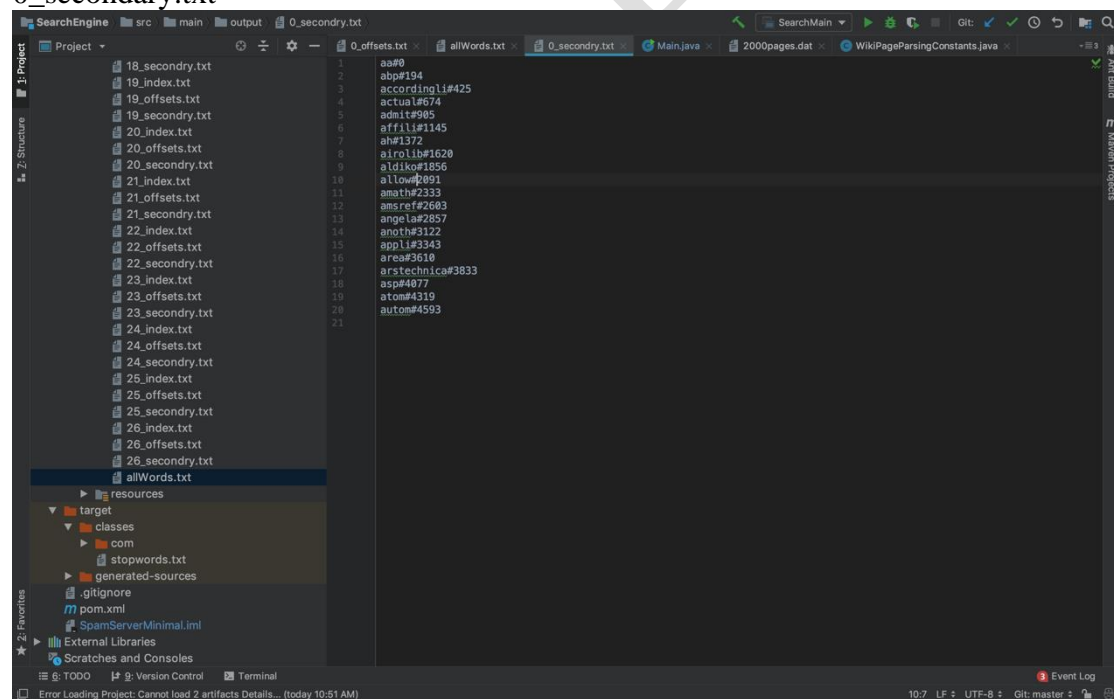 0_secondary.txt
SearchEngine src main output 0_secondry.txt
SearchMain Git:
Project
0_offsets.txt allWords.txt 0_secondry.txt Main.java 2000pages.dat WikiPageParsingConstants.java
3
1: Project
7: Structure
2: Favorites
18_secondry.txt
19_index.txt
19_offsets.txt
19_secondry.txt
20_index.txt
20_offsets.txt
20_secondry.txt
21_index.txt
21_offsets.txt
21_secondry.txt
22_index.txt
22_offsets.txt
22_secondry.txt
23_index.txt
23_offsets.txt
23_secondry.txt
24_index.txt
24_offsets.txt
24_secondry.txt
25_index.txt
25_offsets.txt
25_secondry.txt
26_index.txt
26_offsets.txt
26_secondry.txt
allWords.txt
resources
target
classes
com
stopwords.txt
generated-sources
.gitignore
pom.xml
SpamServerMinimal.iml
External Libraries
Scratches and Consoles
1 aa#0
2 abp#194
3 accordingli#425
4 actual#674
5 admit#905
6 affili#1145
7 ah#1372
8 airolib#1620
9 aldiko#1856
10 allow#2091
11 amath#2333
12 amsref#2603
13 angela#2857
14 anoth#3122
15 appli#3343
16 area#3610
17 arstechnica#3833
18 asp#4077
19 atom#4319
20 autom#4593
21
Ant Build
Maven Projects
6: TODO 9: Version Control Terminal
3 Event Log
Error Loading Project: Cannot load 2 artifacts Details... (today 10:51 AM)
10:7 LF UTF-8 Git: master